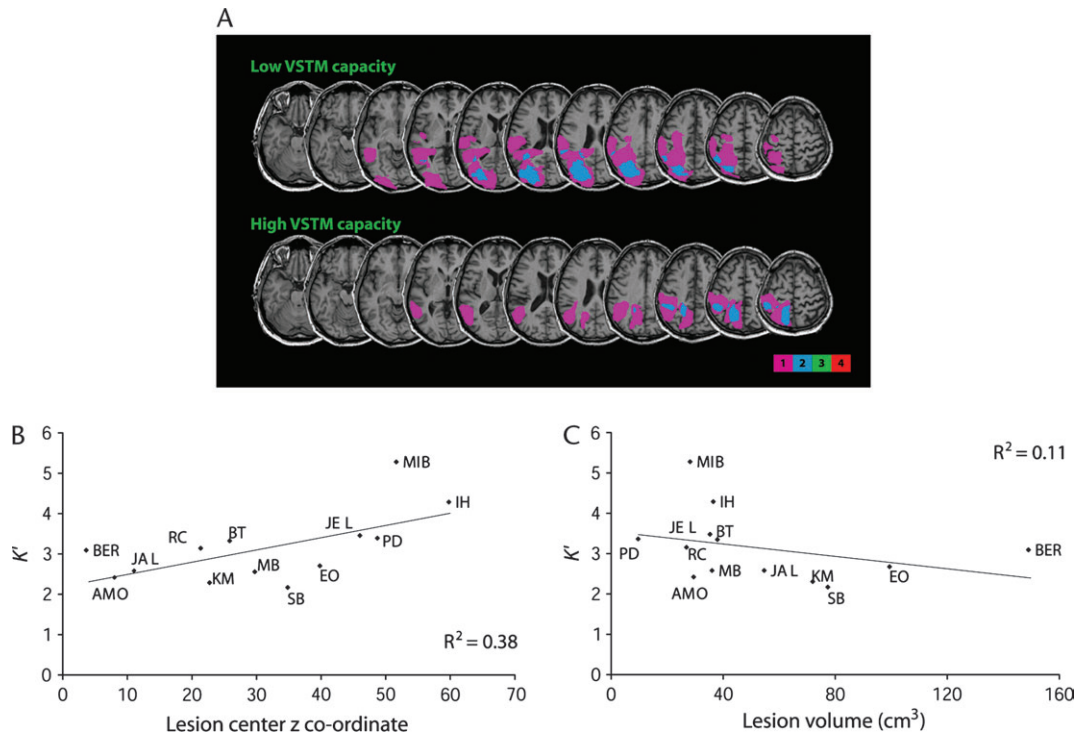 A
Low VSTM capacity
High VSTM capacity
1 2 3 4
B
6
5
4
3
2
1
0
K'
MIB
IH
JE L
PD
BT
RC
BER
JA L
AMO
KM
MB
EO
SB
R² = 0.38
0 10 20 30 40 50 60 70
Lesion center z co-ordinate
C
6
5
4
3
2
1
0
K'
R² = 0.11
MIB
IH
JE L
BT
PD
RC
BER
MB
JA L
KM
EO
AMO
SB
0 40 80 120 160
Lesion volume (cm³)